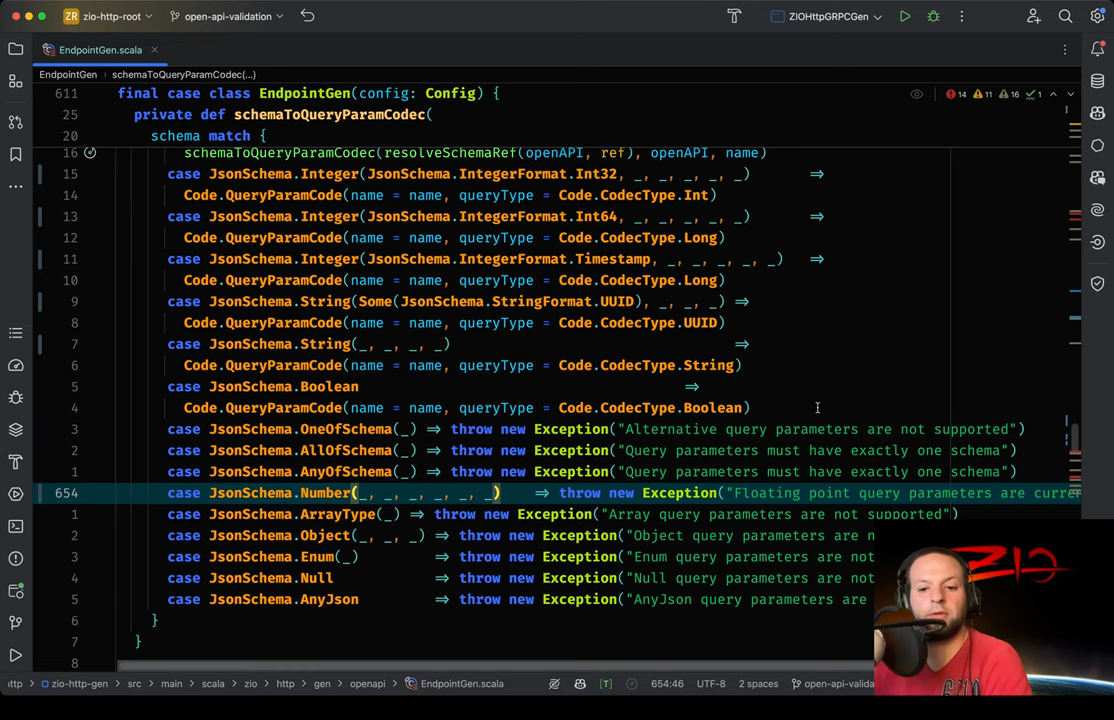 ZR zio-http-root open-api-validation ZIOHttpGRPCGen
EndpointGen.scala
EndpointGen schemaToQueryParamCodec(...)
611 final case class EndpointGen(config: Config) { 14 11 16 1
25 private def schemaToQueryParamCodec(
20 schema match {
16 schemaToQueryParamCodec(resolveSchemaRef(openAPI, ref), openAPI, name)
15 case JsonSchema.Integer(JsonSchema.IntegerFormat.Int32, _, _, _, _, _) ⇒
14 Code.QueryParamCode(name = name, queryType = Code.CodecType.Int)
13 case JsonSchema.Integer(JsonSchema.IntegerFormat.Int64, _, _, _, _, _) ⇒
12 Code.QueryParamCode(name = name, queryType = Code.CodecType.Long)
11 case JsonSchema.Integer(JsonSchema.IntegerFormat.Timestamp, _, _, _, _, _) ⇒
10 Code.QueryParamCode(name = name, queryType = Code.CodecType.Long)
9 case JsonSchema.String(Some(JsonSchema.StringFormat.UUID), _, _, _) ⇒
8 Code.QueryParamCode(name = name, queryType = Code.CodecType.UUID)
7 case JsonSchema.String(_, _, _, _) ⇒
6 Code.QueryParamCode(name = name, queryType = Code.CodecType.String)
5 case JsonSchema.Boolean ⇒
4 Code.QueryParamCode(name = name, queryType = Code.CodecType.Boolean)
3 case JsonSchema.OneOfSchema(_) ⇒ throw new Exception("Alternative query parameters are not supported")
2 case JsonSchema.AllOfSchema(_) ⇒ throw new Exception("Query parameters must have exactly one schema")
1 case JsonSchema.AnyOfSchema(_) ⇒ throw new Exception("Query parameters must have exactly one schema")
654 case JsonSchema.Number(_, _, _, _, _, _) ⇒ throw new Exception("Floating point query parameters are curre
1 case JsonSchema.ArrayType(_) ⇒ throw new Exception("Array query parameters are not supported")
2 case JsonSchema.Object(_, _, _) ⇒ throw new Exception("Object query parameters are n
3 case JsonSchema.Enum(_) ⇒ throw new Exception("Enum query parameters are not
4 case JsonSchema.Null ⇒ throw new Exception("Null query parameters are not
5 case JsonSchema.AnyJson ⇒ throw new Exception("AnyJson query parameters are
6 }
7 }
8
ZIO
http zio-http-gen src main scala zio http gen openapi EndpointGen.scala 654:46 UTF-8 2 spaces open-api-valida